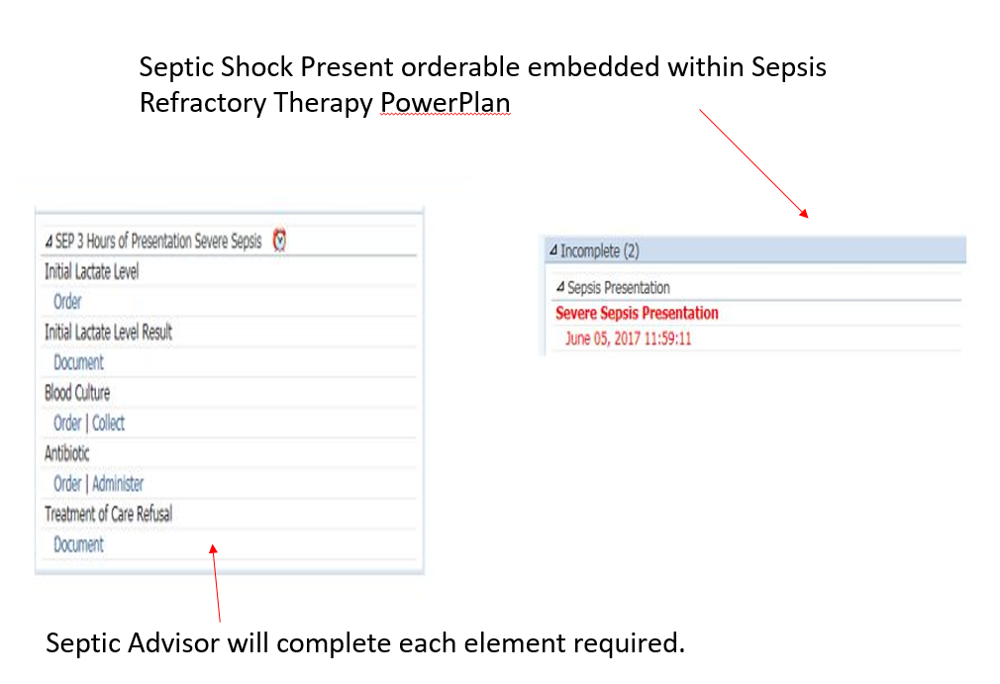 Septic Shock Present orderable embedded within Sepsis
Refractory Therapy PowerPlan
SEP 3 Hours of Presentation Severe Sepsis
Initial Lactate Level
Order
Initial Lactate Level Result
Document
Blood Culture
Order | Collect
Antibiotic
Order | Administer
Treatment of Care Refusal
Document
Incomplete (2)
Sepsis Presentation
Severe Sepsis Presentation
June 05, 2017 11:59:11
Septic Advisor will complete each element required.